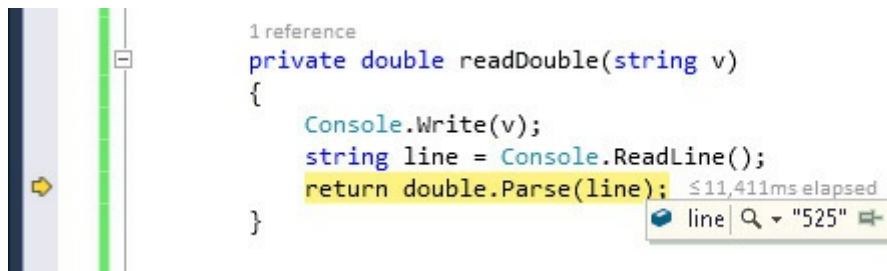 1 reference
private double readDouble(string v)
{
Console.Write(v);
string line = Console.ReadLine();
return double.Parse(line); ≤11,411ms elapsed
line "525"
}